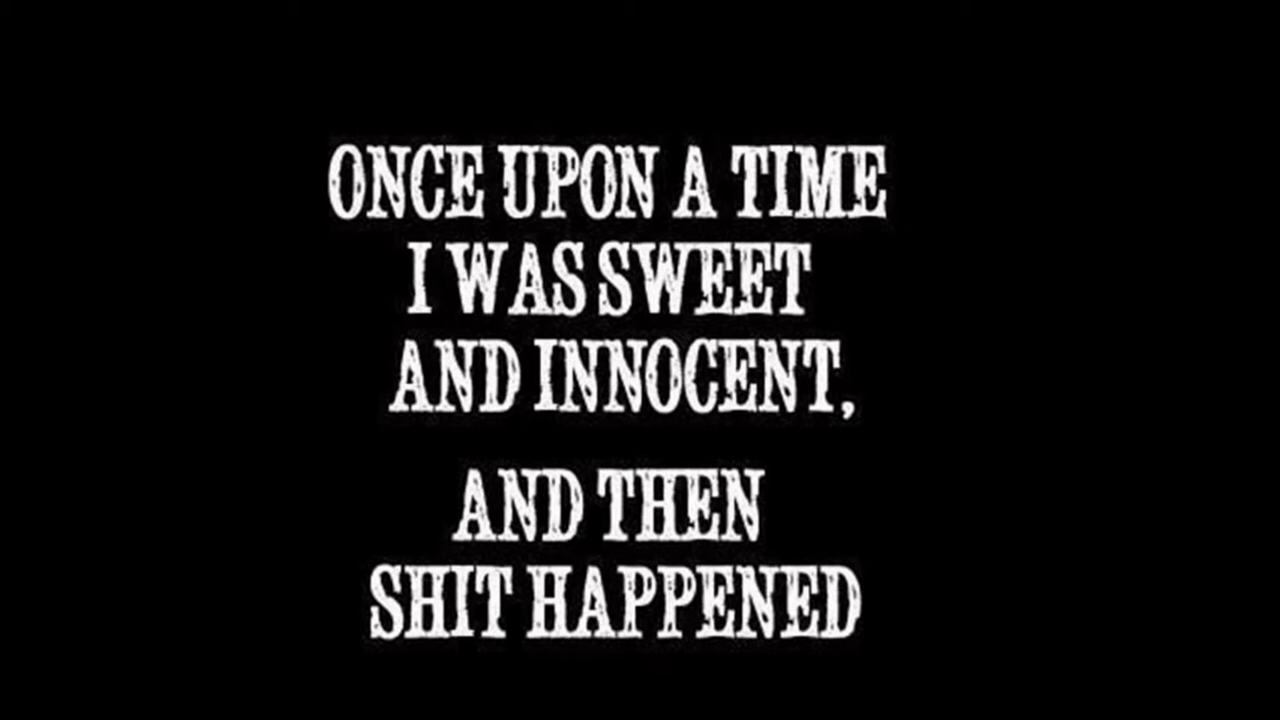 ONCE UPON A TIME
I WAS SWEET
AND INNOCENT,
AND THEN
SHIT HAPPENED